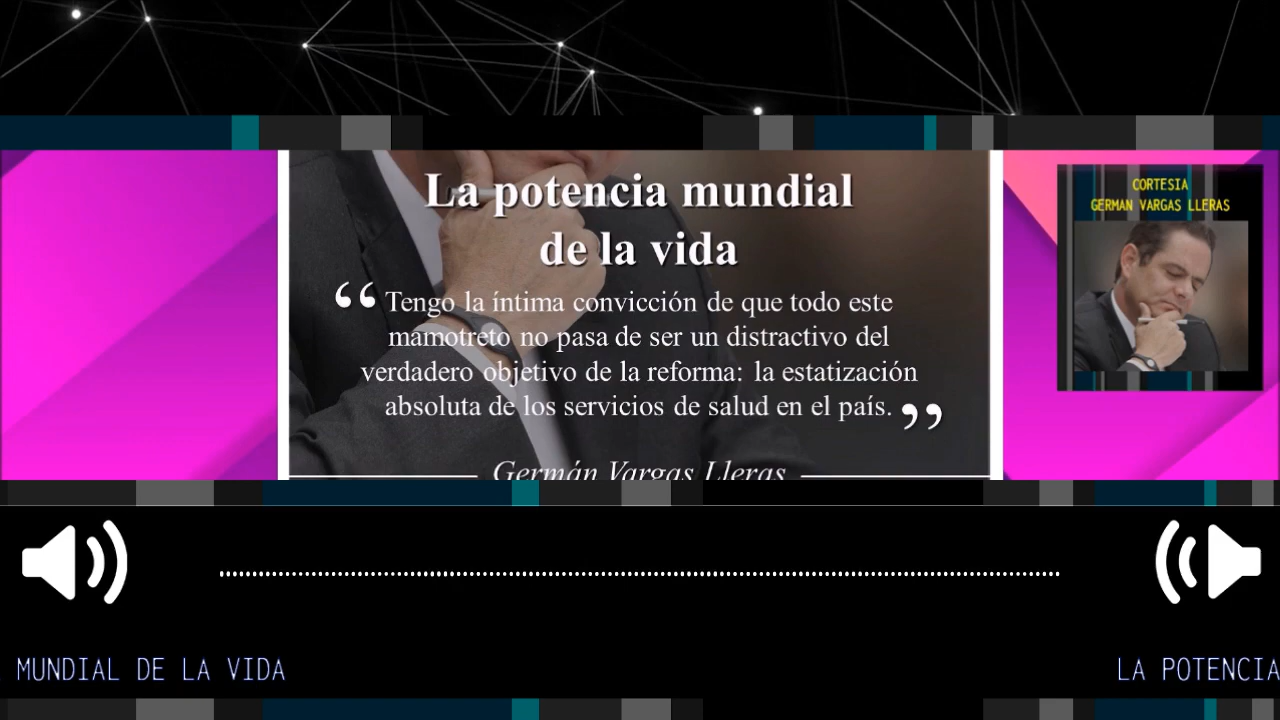 La potencia mundial
de la vida
“ Tengo la íntima convicción de que todo este
mamotreto no pasa de ser un distractivo del
verdadero objetivo de la reforma: la estatización
absoluta de los servicios de salud en el país. ”
Germán Vargas Lleras
CORTESIA
GERMAN VARGAS LLERAS
MUNDIAL DE LA VIDA
LA POTENCIA